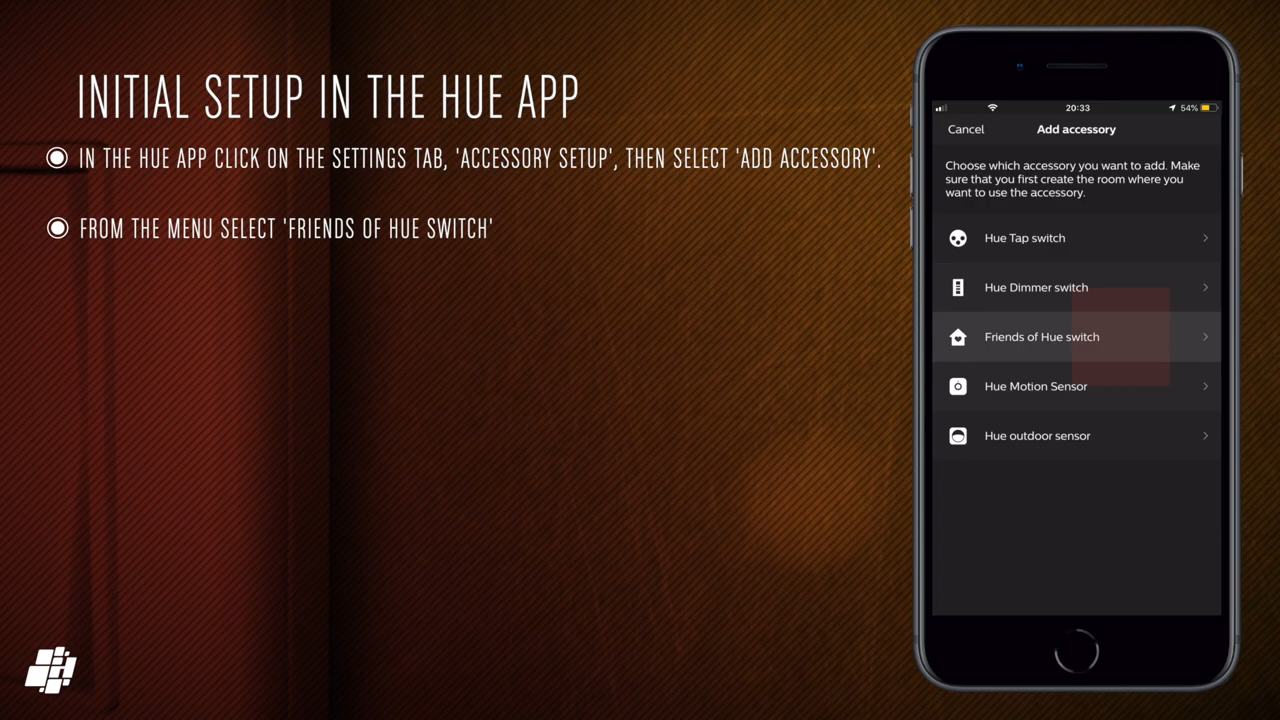 INITIAL SETUP IN THE HUE APP
IN THE HUE APP CLICK ON THE SETTINGS TAB, 'ACCESSORY SETUP', THEN SELECT 'ADD ACCESSORY'.
FROM THE MENU SELECT 'FRIENDS OF HUE SWITCH'
20:33
54%
Cancel
Add accessory
Choose which accessory you want to add. Make
sure that you first create the room where you
want to use the accessory.
Hue Tap switch
Hue Dimmer switch
Friends of Hue switch
Hue Motion Sensor
Hue outdoor sensor